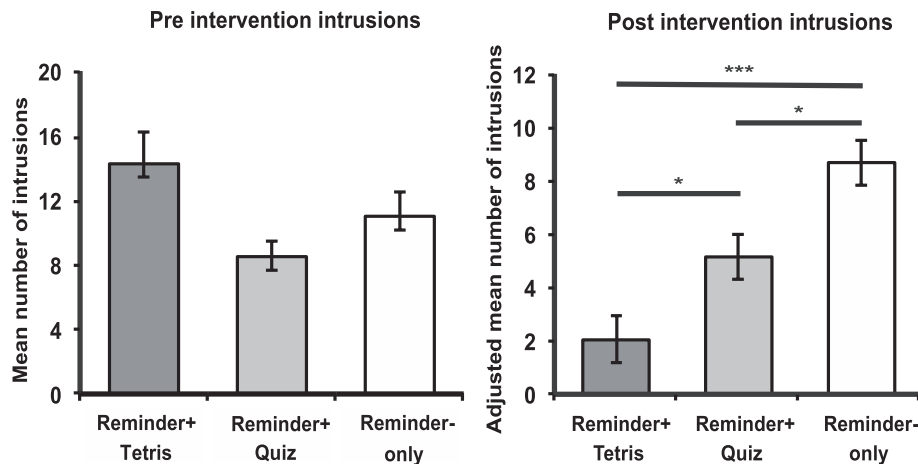 Pre intervention intrusions
Mean number of intrusions
20
16
12
8
4
0
Reminder+
Tetris
Reminder+
Quiz
Reminder-
only
Post intervention intrusions
Adjusted mean number of intrusions
12
10
8
6
4
2
0
***
*
*
Reminder+
Tetris
Reminder+
Quiz
Reminder-
only